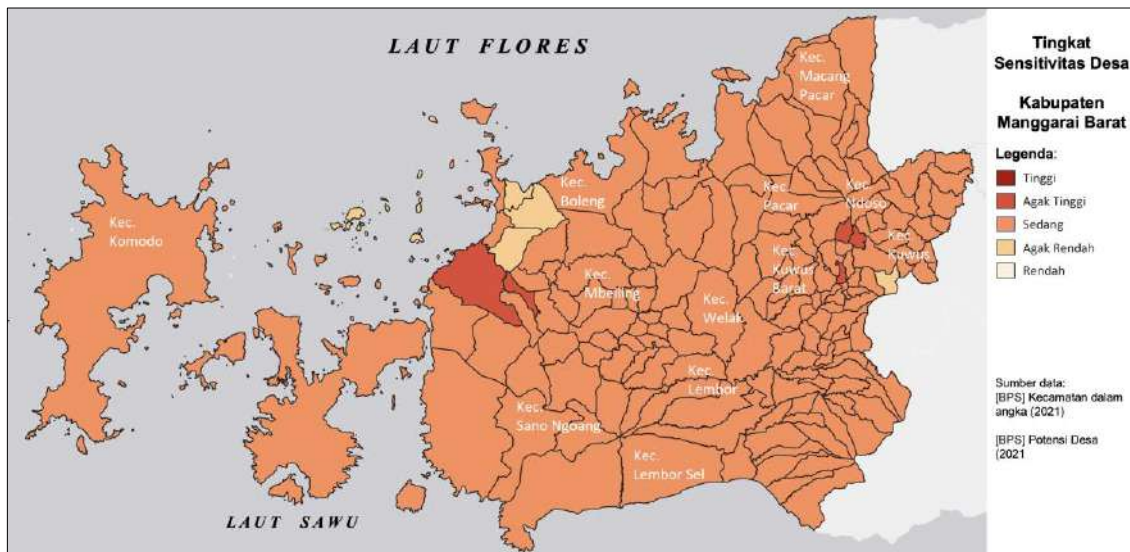 LAUT FLORES
Kec.
Macang
Pacar
Kec.
Boleng
Kec.
Pacar
Kec.
Ndoso
Kec.
Komodo
Kec.
Kuwus
Kec.
Kuwus
Barat
Kec.
Mbeliling
Kec.
Welak
Kec.
Lembor
Kec.
Sano Ngoang
Kec.
Lembor Sel
LAUT SAWU
Tingkat
Sensitivitas Desa
Kabupaten
Manggarai Barat
Legenda:
Tinggi
Agak Tinggi
Sedang
Agak Rendah
Rendah
Sumber data:
[BPS] Kecamatan dalam
angka (2021)
[BPS] Potensi Desa
(2021